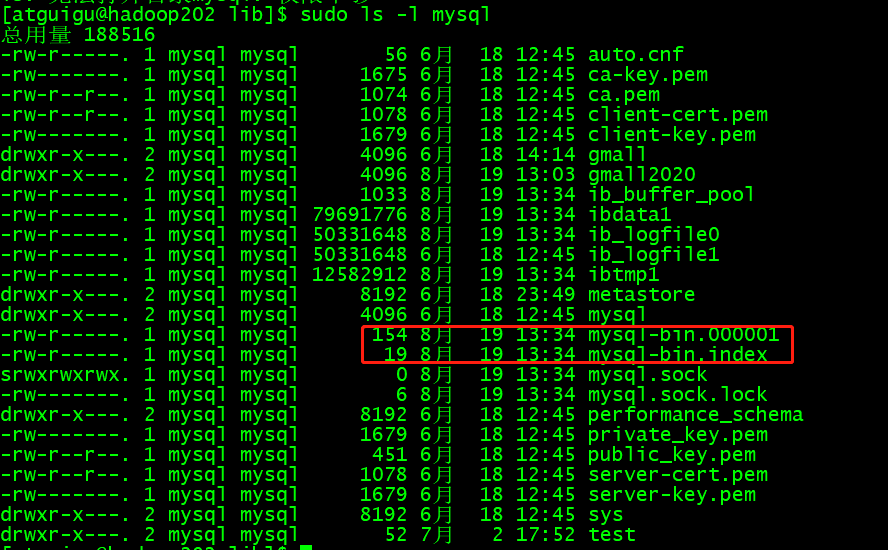 [atguigu@hadoop202 lib]$ sudo ls -l mysql
总用量 188516
-rw-r-----. 1 mysql mysql 56 6月 18 12:45 auto.cnf
-rw-------. 1 mysql mysql 1675 6月 18 12:45 ca-key.pem
-rw-r--r--. 1 mysql mysql 1074 6月 18 12:45 ca.pem
-rw-r--r--. 1 mysql mysql 1078 6月 18 12:45 client-cert.pem
-rw-------. 1 mysql mysql 1679 6月 18 12:45 client-key.pem
drwxr-x---. 2 mysql mysql 4096 6月 18 14:14 gmall
drwxr-x---. 2 mysql mysql 4096 8月 19 13:03 gmall2020
-rw-r-----. 1 mysql mysql 1033 8月 19 13:34 ib_buffer_pool
-rw-r-----. 1 mysql mysql 79691776 8月 19 13:34 ibdata1
-rw-r-----. 1 mysql mysql 50331648 8月 19 13:34 ib_logfile0
-rw-r-----. 1 mysql mysql 50331648 6月 18 12:45 ib_logfile1
-rw-r-----. 1 mysql mysql 12582912 8月 19 13:34 ibtmp1
drwxr-x---. 2 mysql mysql 8192 6月 18 23:49 metastore
drwxr-x---. 2 mysql mysql 4096 6月 18 12:45 mysql
-rw-r-----. 1 mysql mysql 154 8月 19 13:34 mysql-bin.000001
-rw-r-----. 1 mysql mysql 19 8月 19 13:34 mysql-bin.index
srwxrwxrwx. 1 mysql mysql 0 8月 19 13:34 mysql.sock
-rw-------. 1 mysql mysql 6 8月 19 13:34 mysql.sock.lock
drwxr-x---. 2 mysql mysql 8192 6月 18 12:45 performance_schema
-rw-------. 1 mysql mysql 1679 6月 18 12:45 private_key.pem
-rw-r--r--. 1 mysql mysql 451 6月 18 12:45 public_key.pem
-rw-r--r--. 1 mysql mysql 1078 6月 18 12:45 server-cert.pem
-rw-------. 1 mysql mysql 1679 6月 18 12:45 server-key.pem
drwxr-x---. 2 mysql mysql 8192 6月 18 12:45 sys
drwxr-x---. 2 mysql mysql 52 7月 2 17:52 test
[atguigu@hadoop202 lib]$